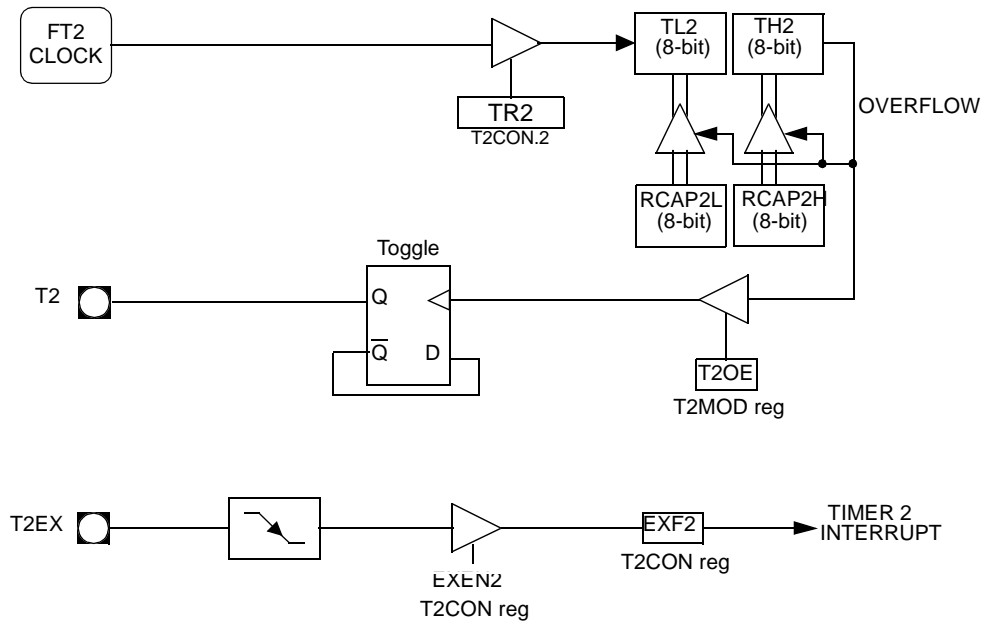 FT2
CLOCK
TL2
(8-bit)
TH2
(8-bit)
OVERFLOW
TR2
T2CON.2
RCAP2L
(8-bit)
RCAP2H
(8-bit)
Toggle
T2
Q
Q
D
T2OE
T2MOD reg
T2EX
EXEN2
T2CON reg
EXF2
T2CON reg
TIMER 2
INTERRUPT